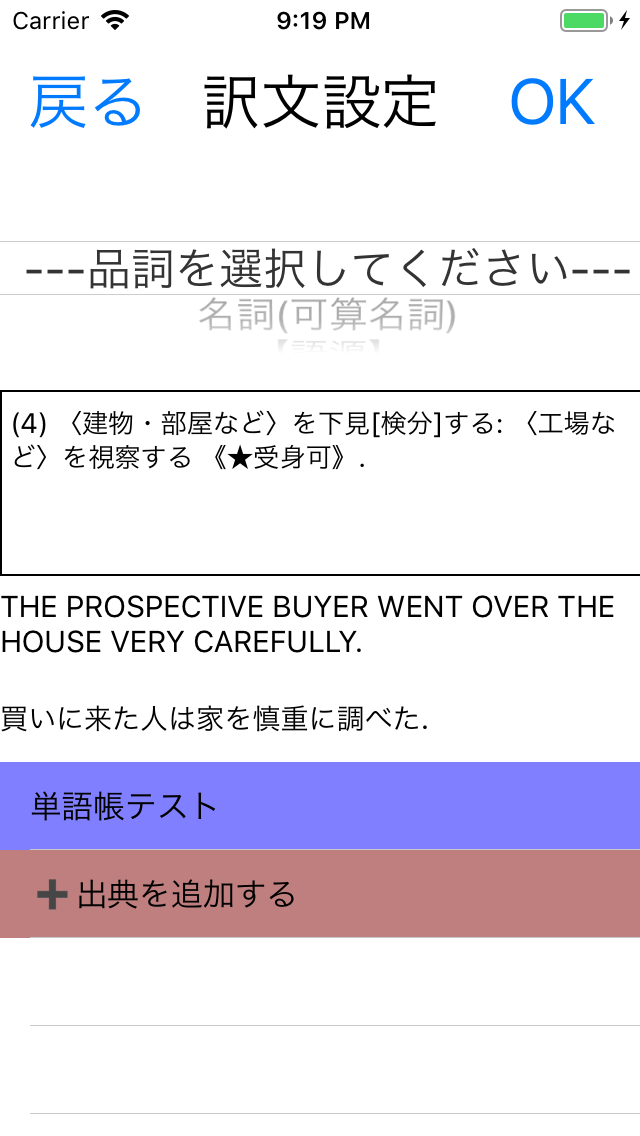 Carrier 9:19 PM
戻る 訳文設定 OK
---品詞を選択してください---
名詞(可算名詞)
【語源】
(4) 〈建物・部屋など〉を下見[検分]する: 〈工場な
ど〉を視察する 《★受身可》.
THE PROSPECTIVE BUYER WENT OVER THE
HOUSE VERY CAREFULLY.
買いに来た人は家を慎重に調べた.
単語帳テスト
➕出典を追加する